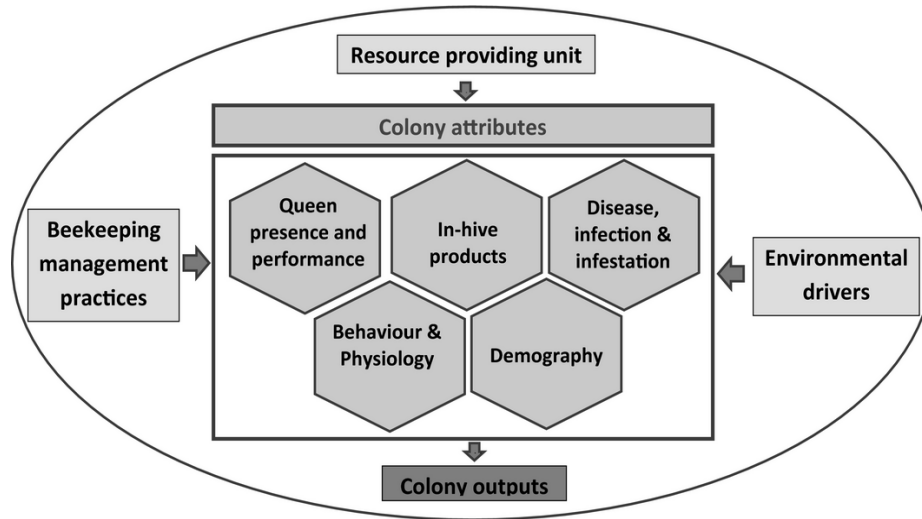 Resource providing unit
Colony attributes
Queen
presence and
performance
In-hive
products
Disease,
infection &
infestation
Beekeeping
management
practices
Environmental
drivers
Behaviour &
Physiology
Demography
Colony outputs